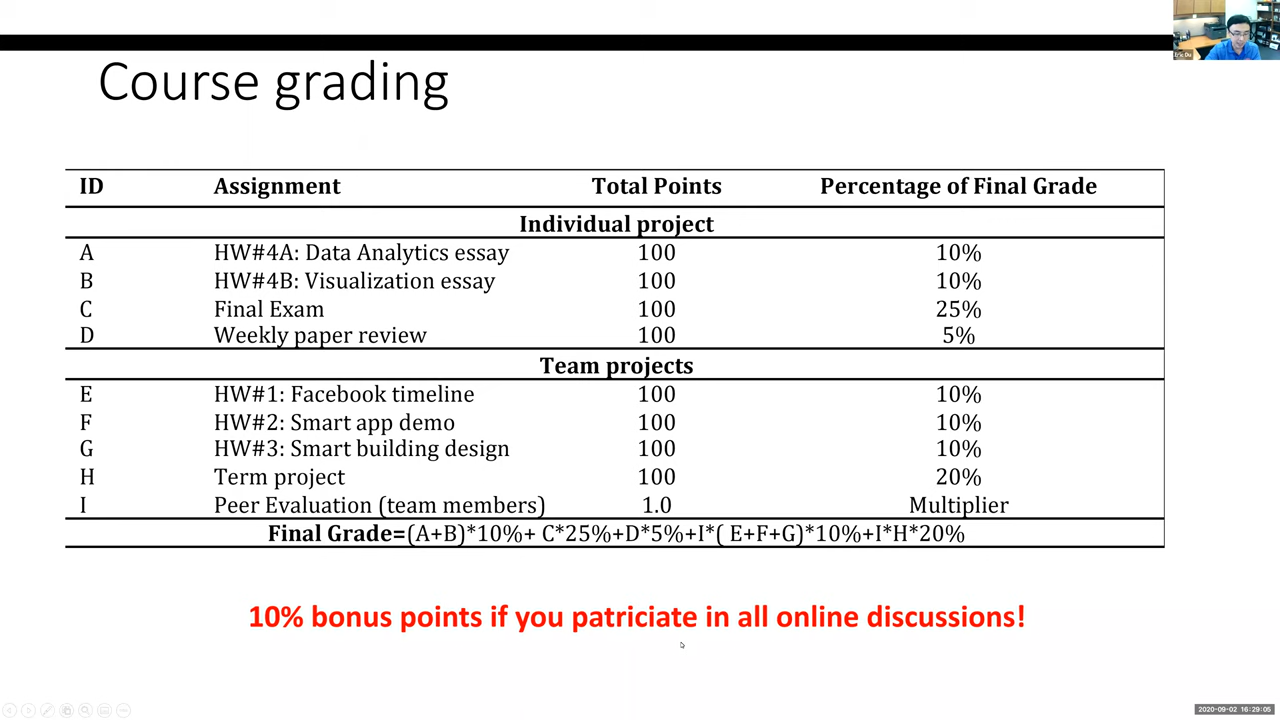 Course grading
ID Assignment Total Points Percentage of Final Grade
Individual project
A HW#4A: Data Analytics essay 100 10%
B HW#4B: Visualization essay 100 10%
C Final Exam 100 25%
D Weekly paper review 100 5%
Team projects
E HW#1: Facebook timeline 100 10%
F HW#2: Smart app demo 100 10%
G HW#3: Smart building design 100 10%
H Term project 100 20%
I Peer Evaluation (team members) 1.0 Multiplier
Final Grade=(A+B)*10%+ C*25%+D*5%+I*( E+F+G)*10%+I*H*20%
10% bonus points if you patriciate in all online discussions!
Eric Du
2020-09-02 16:29:05